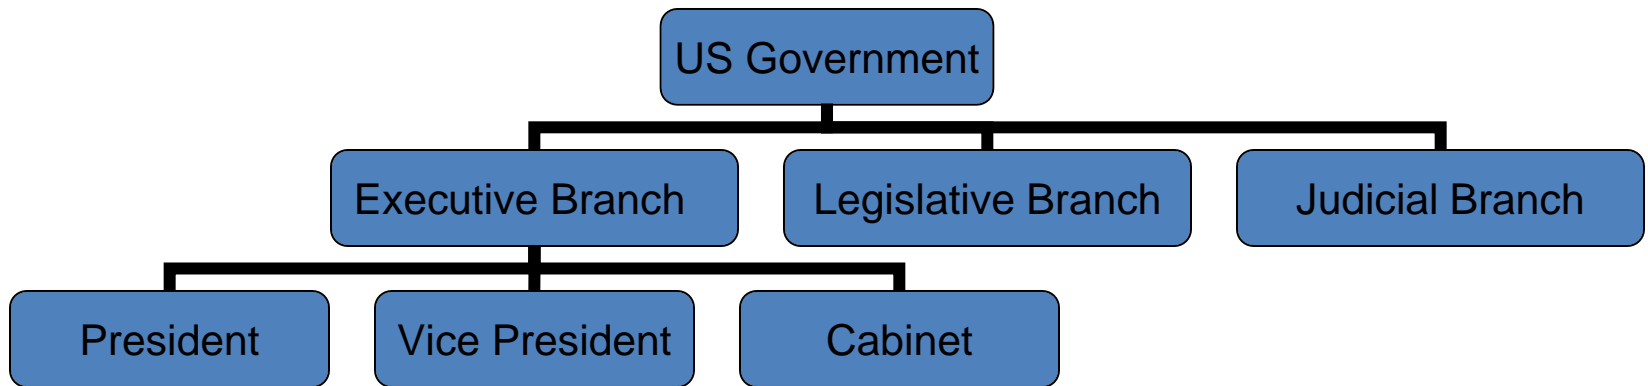 US Government
Executive Branch
Legislative Branch
Judicial Branch
President
Vice President
Cabinet